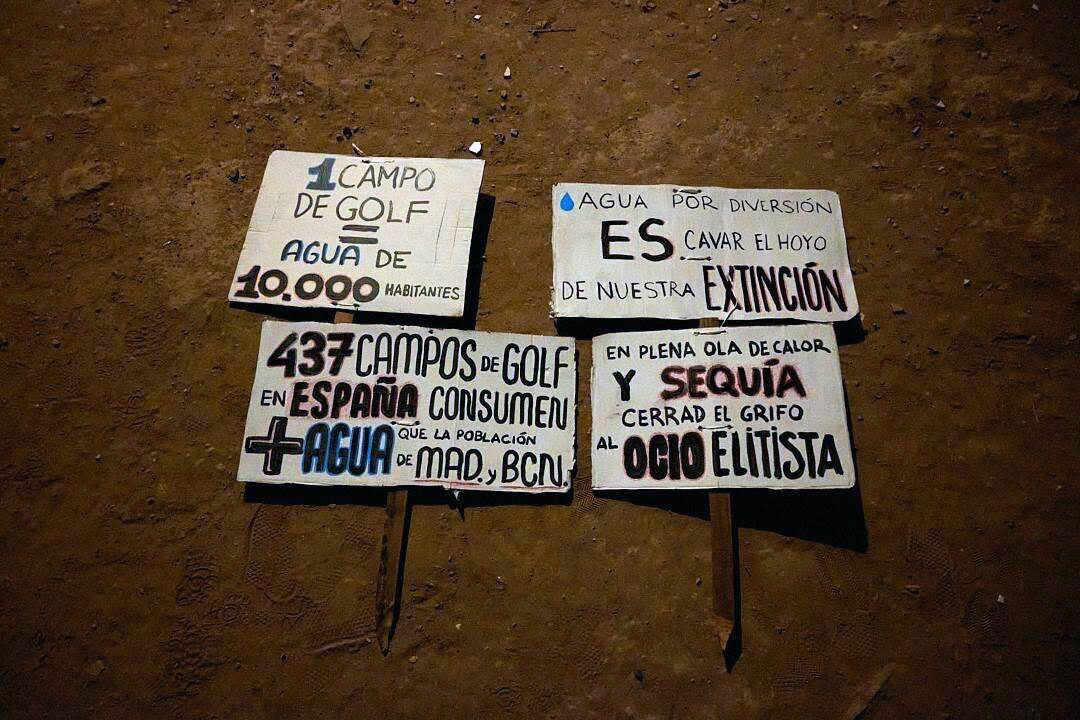 1 CAMPO
DE GOLF
=
AGUA DE
10.000 HABITANTES
437 CAMPOS DE GOLF
EN ESPAÑA CONSUMEN
+ AGUA QUE LA POBLACIÓN
DE MAD. y BCN.
AGUA POR DIVERSIÓN
ES CAVAR EL HOYO
DE NUESTRA EXTINCIÓN
EN PLENA OLA DE CALOR
Y SEQUÍA
CERRAD EL GRIFO
AL OCIO ELITISTA